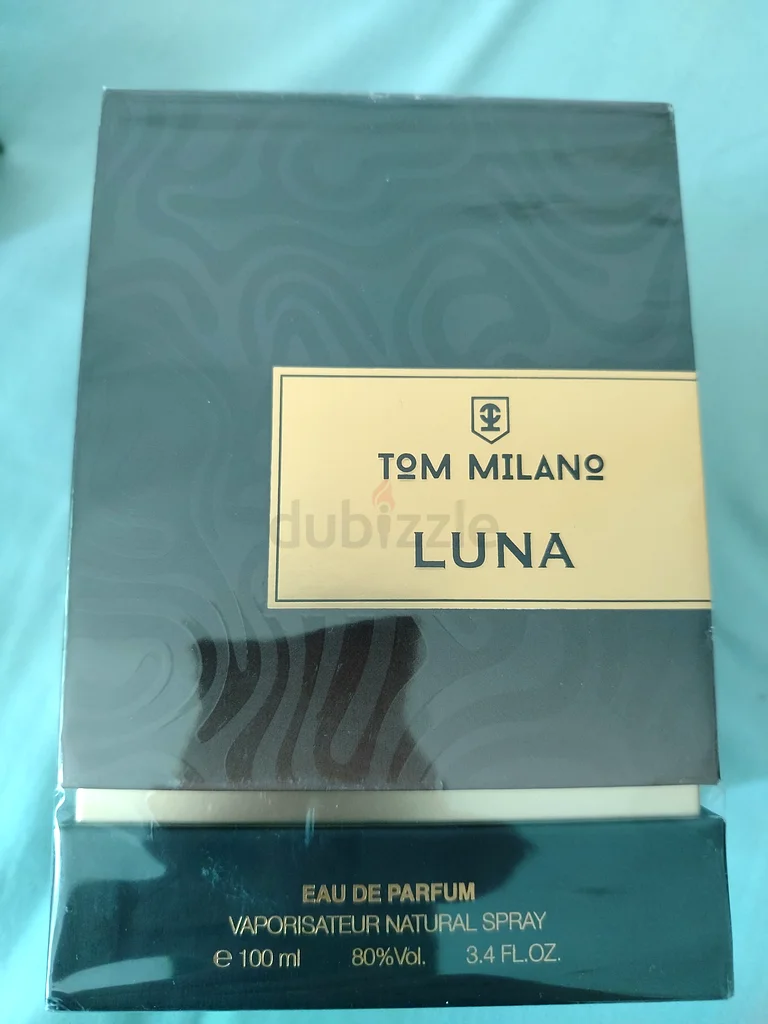 TOM MILANO
dubizzle
LUNA
EAU DE PARFUM
VAPORISATEUR NATURAL SPRAY
℮ 100 ml 80%Vol. 3.4 FL.OZ.